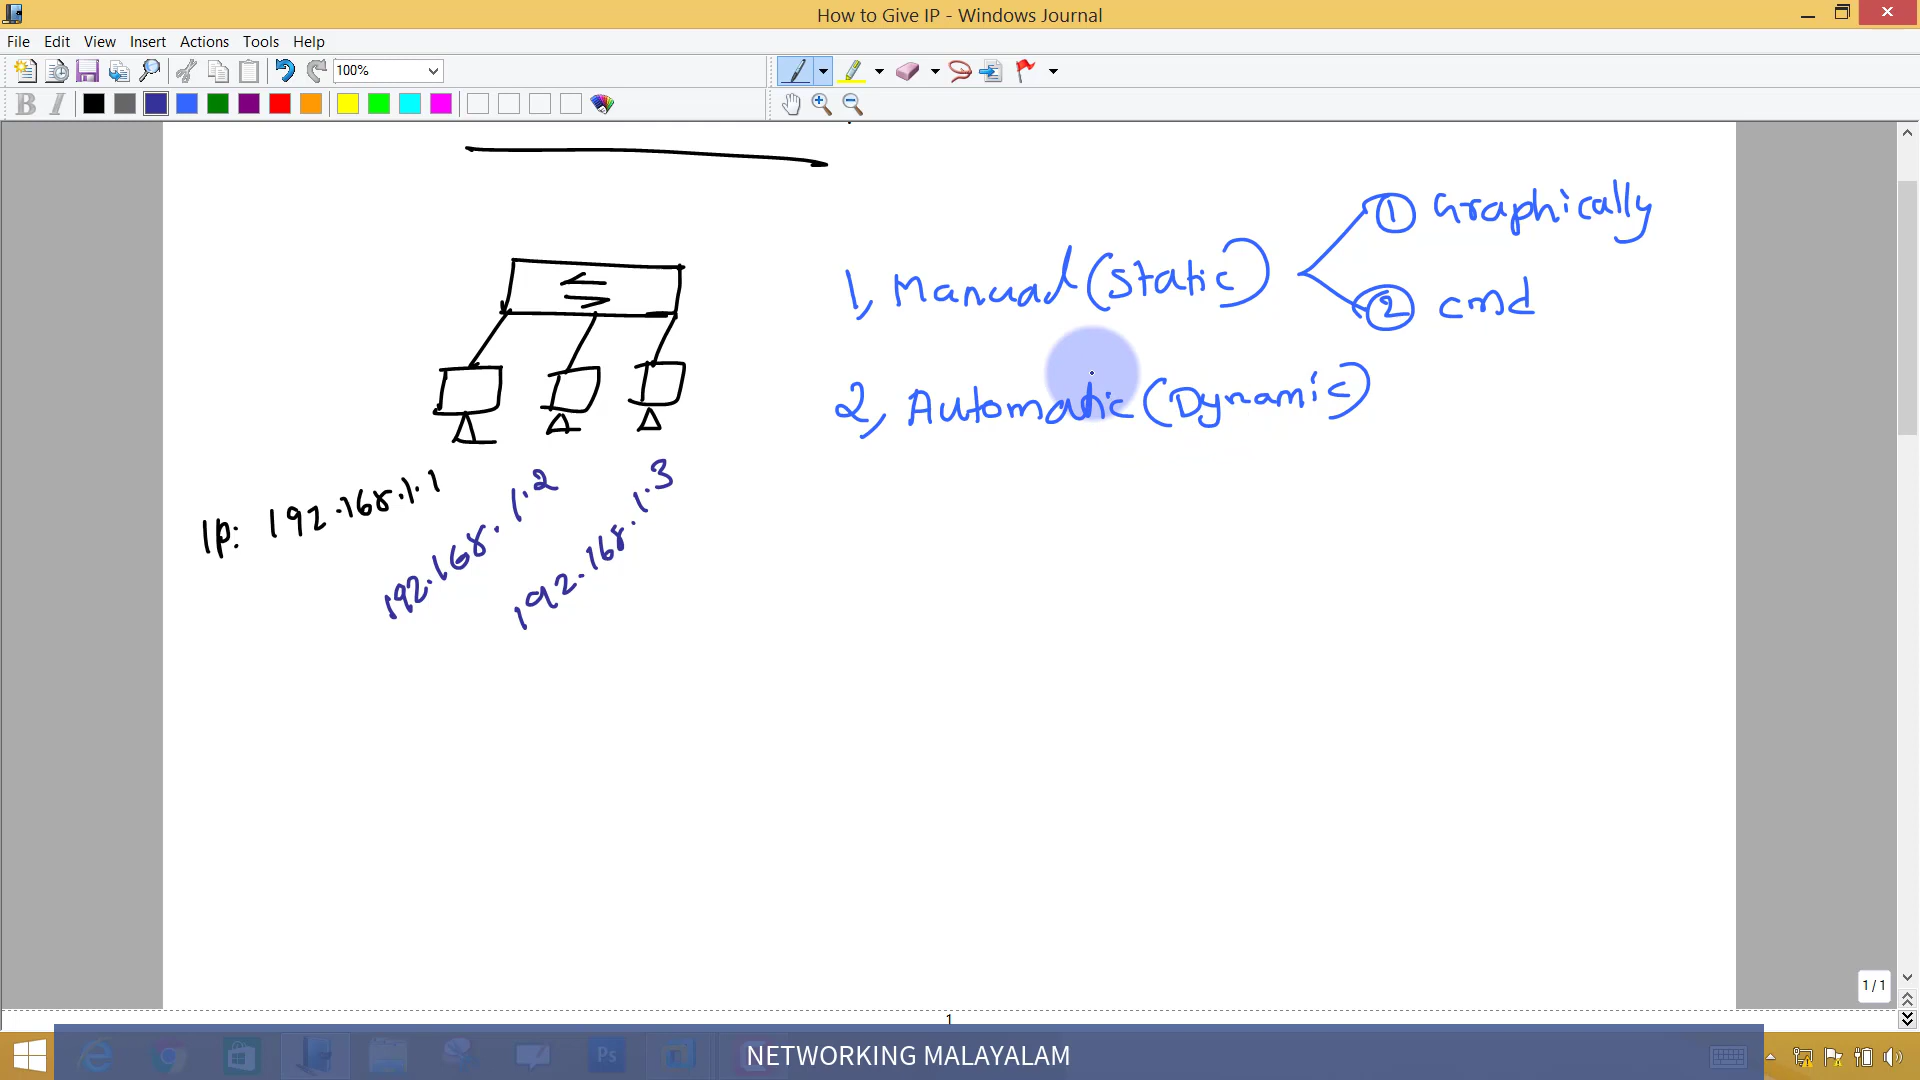 How to Give IP - Windows Journal
File Edit View Insert Actions Tools Help
100%
B I
1, Manual (Static)
① Graphically
② cmd
2, Automatic (Dynamic)
IP: 192.168.1.1
192.168.1.2
192.168.1.3
1 / 1
1
Ps
NETWORKING MALAYALAM